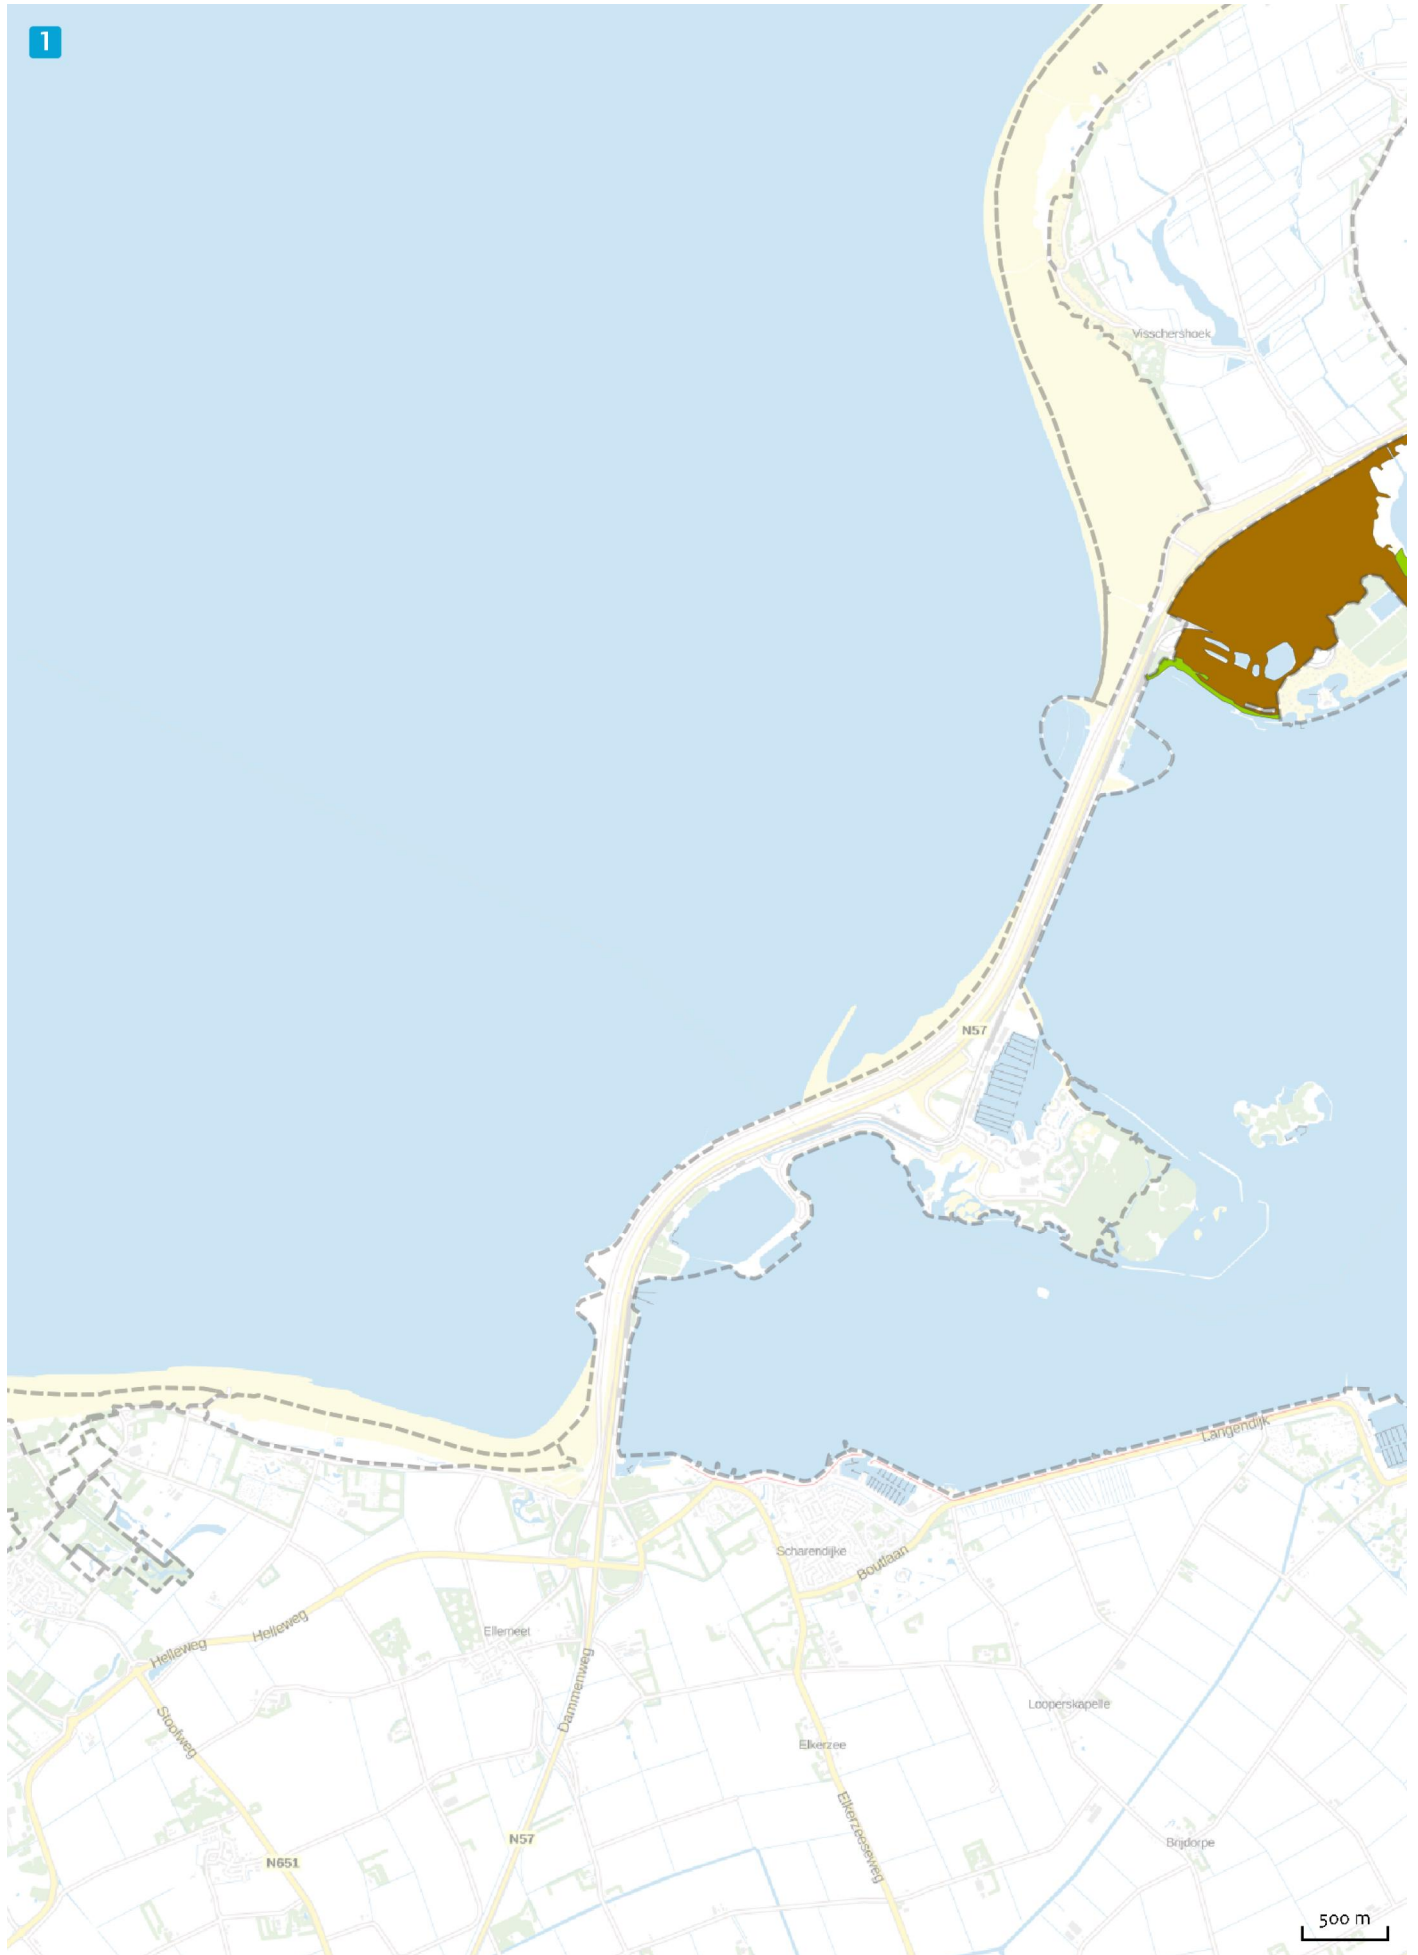 1
Visschershoek
N57
Langendijk
Scharendijke
Boutlaan
Helleweg
Helleweg
Ellemeet
Dammenweg
Stoofweg
Looperskapelle
Elkerzee
Elkerzeeseweg
N57
Brijdorpe
N651
500 m